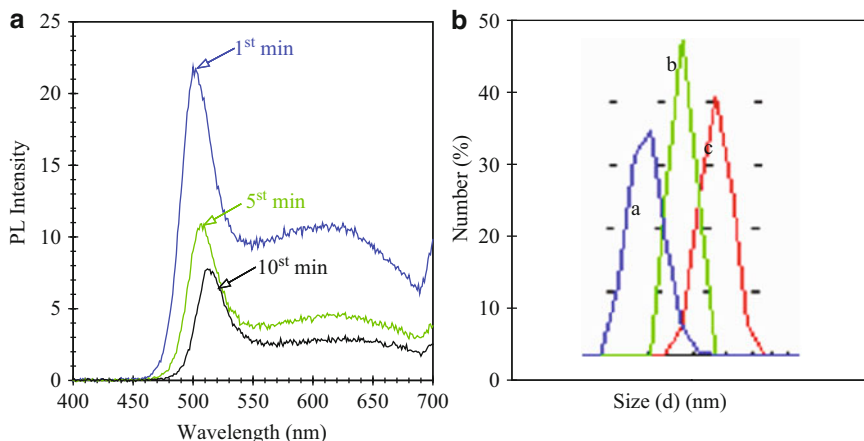 a
25
20
15
10
5
0
PL Intensity
1st min
5st min
10st min
400 450 500 550 600 650 700
Wavelength (nm)
b
50
40
30
20
10
0
Number (%)
a
b
c
Size (d) (nm)